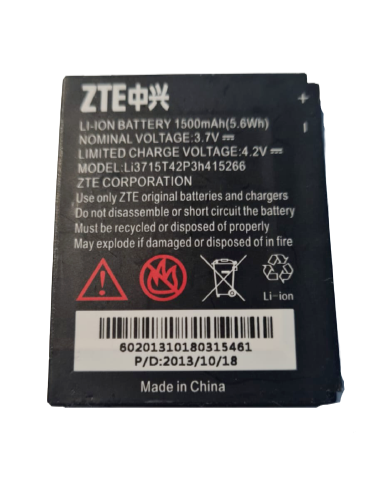 ZTE中兴
LI-ION BATTERY 1500mAh(5.6Wh)
NOMINAL VOLTAGE:3.7V⎓
LIMITED CHARGE VOLTAGE:4.2V⎓
MODEL:Li3715T42P3h415266
ZTE CORPORATION
Use only ZTE original batteries and chargers
Do not disassemble or short circuit the battery
Must be recycled or disposed of properly
May explode if damaged or disposed of in fire
+
-
!
Li-ion
60201310180315461
P/D:2013/10/18
Made in China